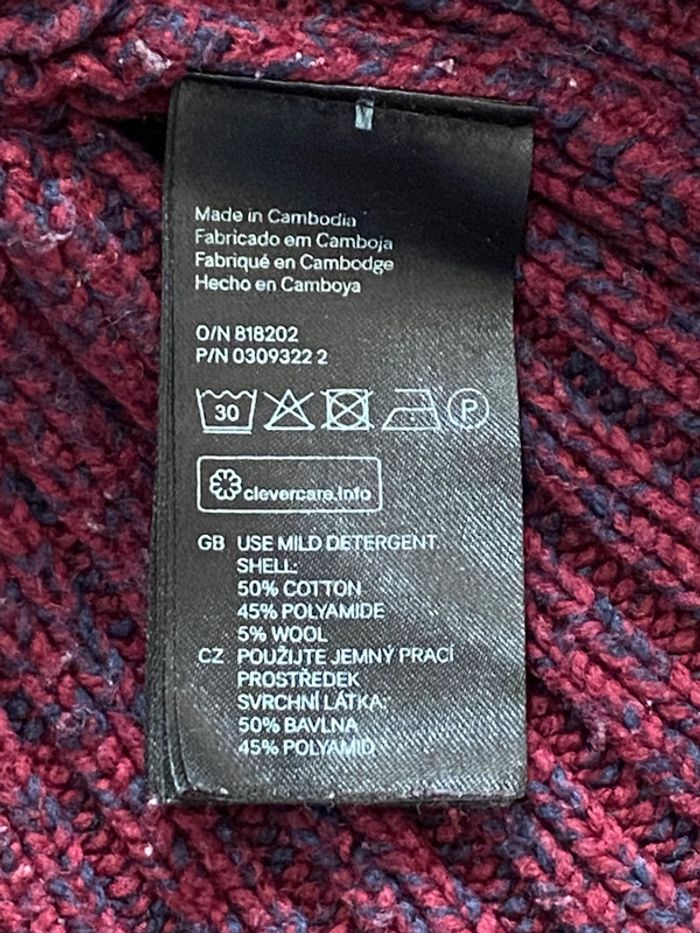 Made in Cambodia
Fabricado em Camboja
Fabriqué en Cambodge
Hecho en Camboya
O/N 818202
P/N 0309322 2
30 P
clevercare.info
GB USE MILD DETERGENT
SHELL:
50% COTTON
45% POLYAMIDE
5% WOOL
CZ POUŽIJTE JEMNÝ PRACÍ
PROSTŘEDEK
SVRCHNÍ LÁTKA:
50% BAVLNA
45% POLYAMID